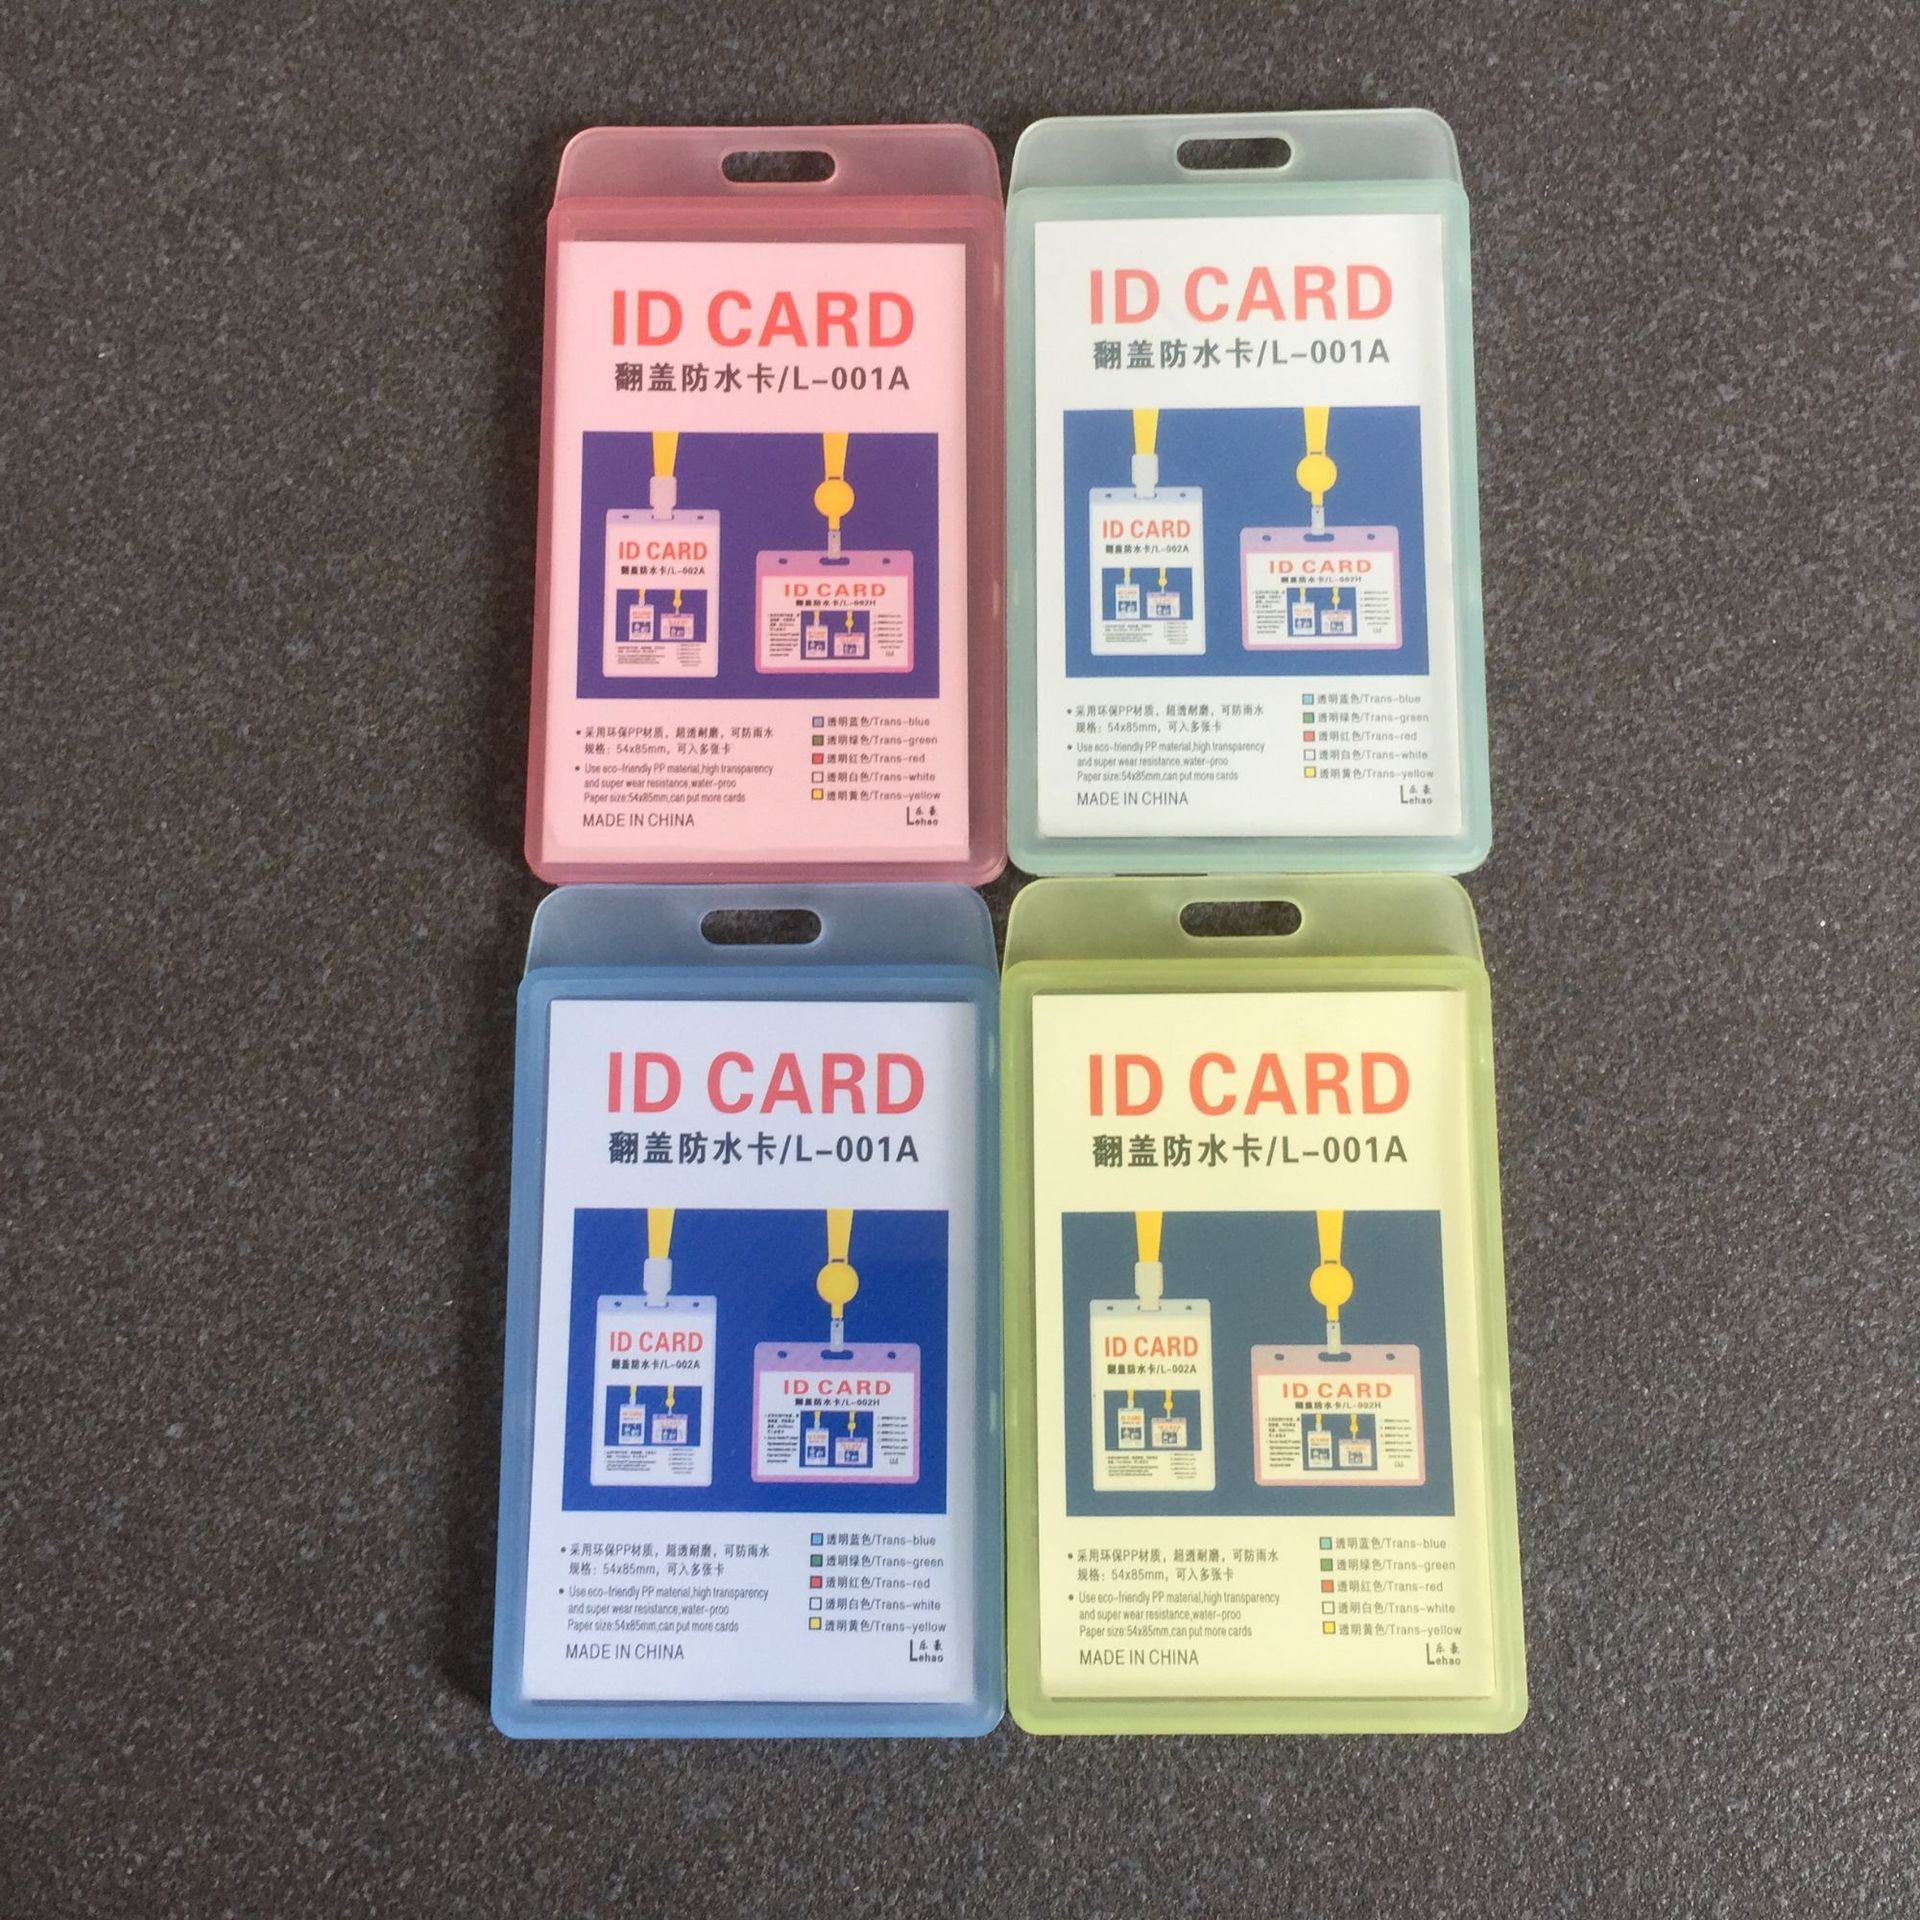 ID CARD
翻盖防水卡/L-001A
ID CARD
翻盖防水卡/L-002A
ID CARD
翻盖防水卡/L-002H
• 采用环保PP材质，超透耐磨，可防雨水
规格：54x85mm，可入多张卡
• Use eco-friendly PP material,high transparency
and super wear resistance,water-proo
Paper size:54x85mm,can put more cards
MADE IN CHINA
透明蓝色/Trans-blue
透明绿色/Trans-green
透明红色/Trans-red
透明白色/Trans-white
透明黄色/Trans-yellow
乐豪
Lehao
ID CARD
翻盖防水卡/L-001A
ID CARD
翻盖防水卡/L-002A
ID CARD
翻盖防水卡/L-002H
• 采用环保PP材质，超透耐磨，可防雨水
规格：54x85mm，可入多张卡
• Use eco-friendly PP material,high transparency
and super wear resistance,water-proo
Paper size:54x85mm,can put more cards
MADE IN CHINA
透明蓝色/Trans-blue
透明绿色/Trans-green
透明红色/Trans-red
透明白色/Trans-white
透明黄色/Trans-yellow
乐豪
Lehao
ID CARD
翻盖防水卡/L-001A
ID CARD
翻盖防水卡/L-002A
ID CARD
翻盖防水卡/L-002H
• 采用环保PP材质，超透耐磨，可防雨水
规格：54x85mm，可入多张卡
• Use eco-friendly PP material,high transparency
and super wear resistance,water-proo
Paper size:54x85mm,can put more cards
MADE IN CHINA
透明蓝色/Trans-blue
透明绿色/Trans-green
透明红色/Trans-red
透明白色/Trans-white
透明黄色/Trans-yellow
乐豪
Lehao
ID CARD
翻盖防水卡/L-001A
ID CARD
翻盖防水卡/L-002A
ID CARD
翻盖防水卡/L-002H
• 采用环保PP材质，超透耐磨，可防雨水
规格：54x85mm，可入多张卡
• Use eco-friendly PP material,high transparency
and super wear resistance,water-proo
Paper size:54x85mm,can put more cards
MADE IN CHINA
透明蓝色/Trans-blue
透明绿色/Trans-green
透明红色/Trans-red
透明白色/Trans-white
透明黄色/Trans-yellow
乐豪
Lehao